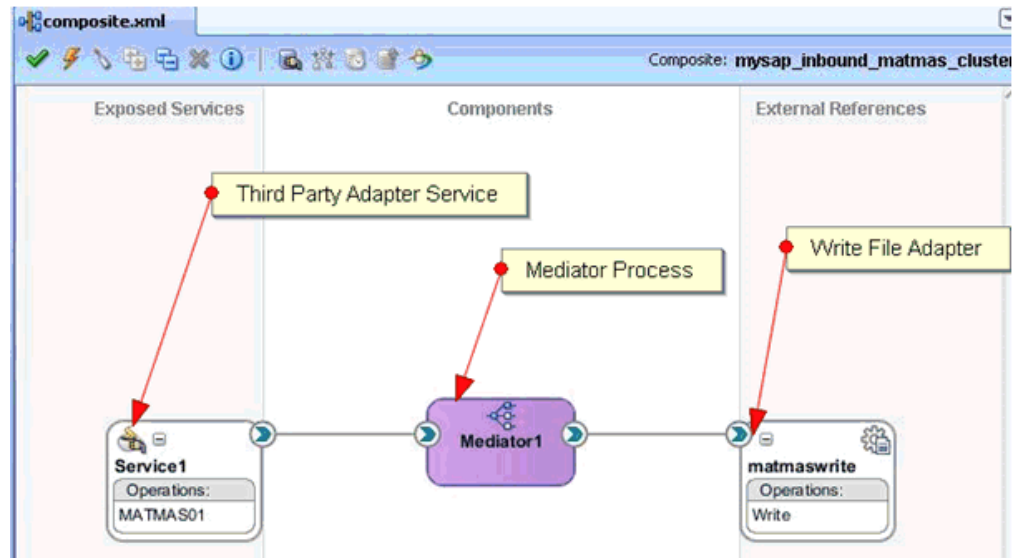 composite.xml
Composite: mysap_inbound_matmas_cluster
Exposed Services
Components
External References
Third Party Adapter Service
Mediator Process
Write File Adapter
Service1
Operations:
MATMAS01
Mediator1
matmaswrite
Operations:
Write